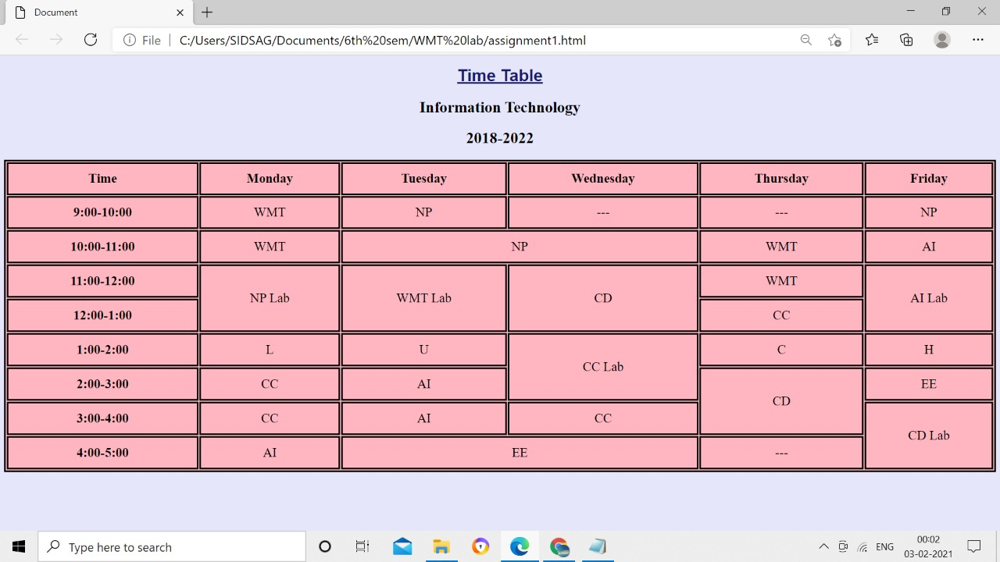 Document
File | C:/Users/SIDSAG/Documents/6th%20sem/WMT%20lab/assignment1.html
Time Table
Information Technology
2018-2022
Time Monday Tuesday Wednesday Thursday Friday
9:00-10:00 WMT NP --- --- NP
10:00-11:00 WMT NP WMT AI
11:00-12:00 NP Lab WMT Lab CD WMT AI Lab
12:00-1:00 CC
1:00-2:00 L U CC Lab C H
2:00-3:00 CC AI CD EE
3:00-4:00 CC AI CC CD Lab
4:00-5:00 AI EE ---
Type here to search
ENG
00:02
03-02-2021